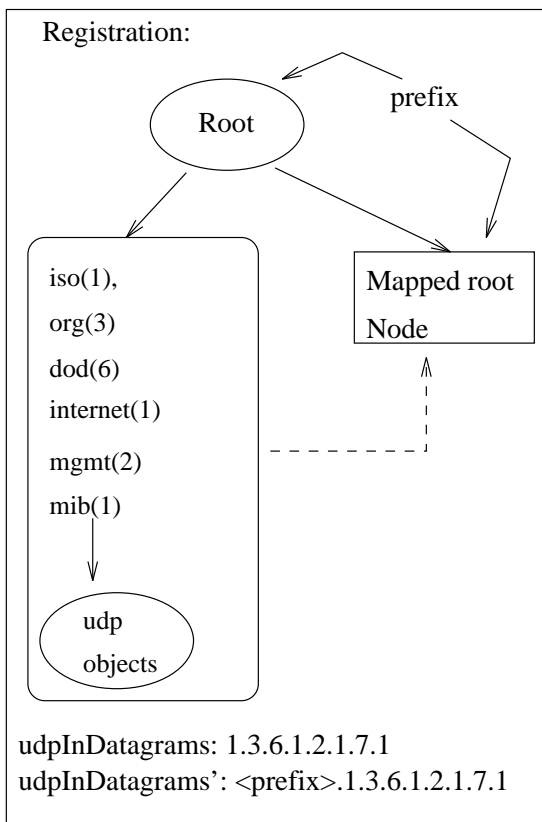 Registration:
prefix
Root
iso(1),
org(3)
dod(6)
internet(1)
mgmt(2)
mib(1)
udp
objects
Mapped root
Node
udpInDatagrams: 1.3.6.1.2.1.7.1
udpInDatagrams’: <prefix>.1.3.6.1.2.1.7.1